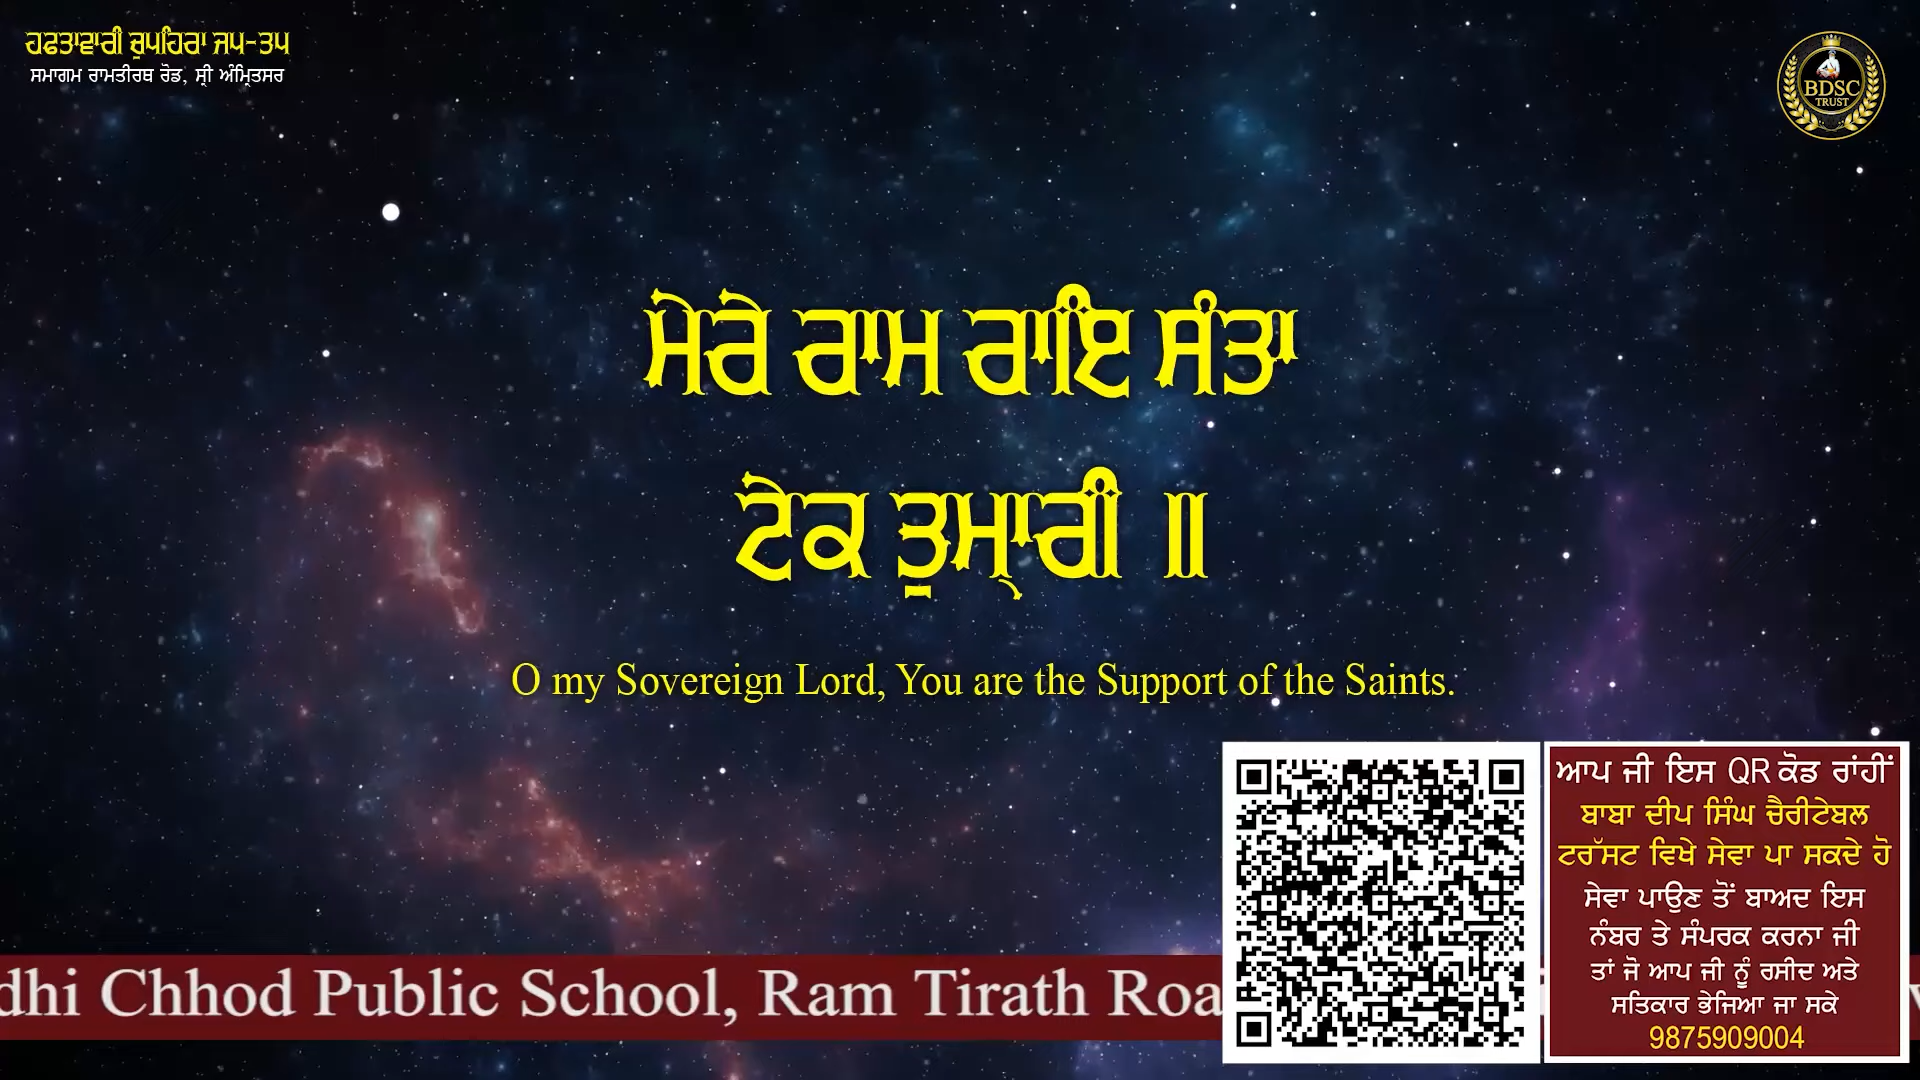 ਹਫਤਾਵਾਰੀ ਚੁਪਹਿਰਾ ਜਪ-ਤਪ
ਸਮਾਗਮ ਰਾਮਤੀਰਥ ਰੋਡ, ਸ੍ਰੀ ਅੰਮ੍ਰਿਤਸਰ
BDSC
TRUST
ਮੇਰੇ ਰਾਮ ਰਾਇ ਸੰਤਾ
ਟੇਕ ਤੁਮ੍ਹਾਰੀ ॥
O my Sovereign Lord, You are the Support of the Saints.
ਆਪ ਜੀ ਇਸ QR ਕੋਡ ਰਾਂਹੀਂ
ਬਾਬਾ ਦੀਪ ਸਿੰਘ ਚੈਰੀਟੇਬਲ
ਟਰੱਸਟ ਵਿਖੇ ਸੇਵਾ ਪਾ ਸਕਦੇ ਹੋ
ਸੇਵਾ ਪਾਉਣ ਤੋਂ ਬਾਅਦ ਇਸ
ਨੰਬਰ ਤੇ ਸੰਪਰਕ ਕਰਨਾ ਜੀ
ਤਾਂ ਜੋ ਆਪ ਜੀ ਨੂੰ ਰਸੀਦ ਅਤੇ
ਸਤਿਕਾਰ ਭੇਜਿਆ ਜਾ ਸਕੇ
9875909004
dhi Chhod Public School, Ram Tirath Roa